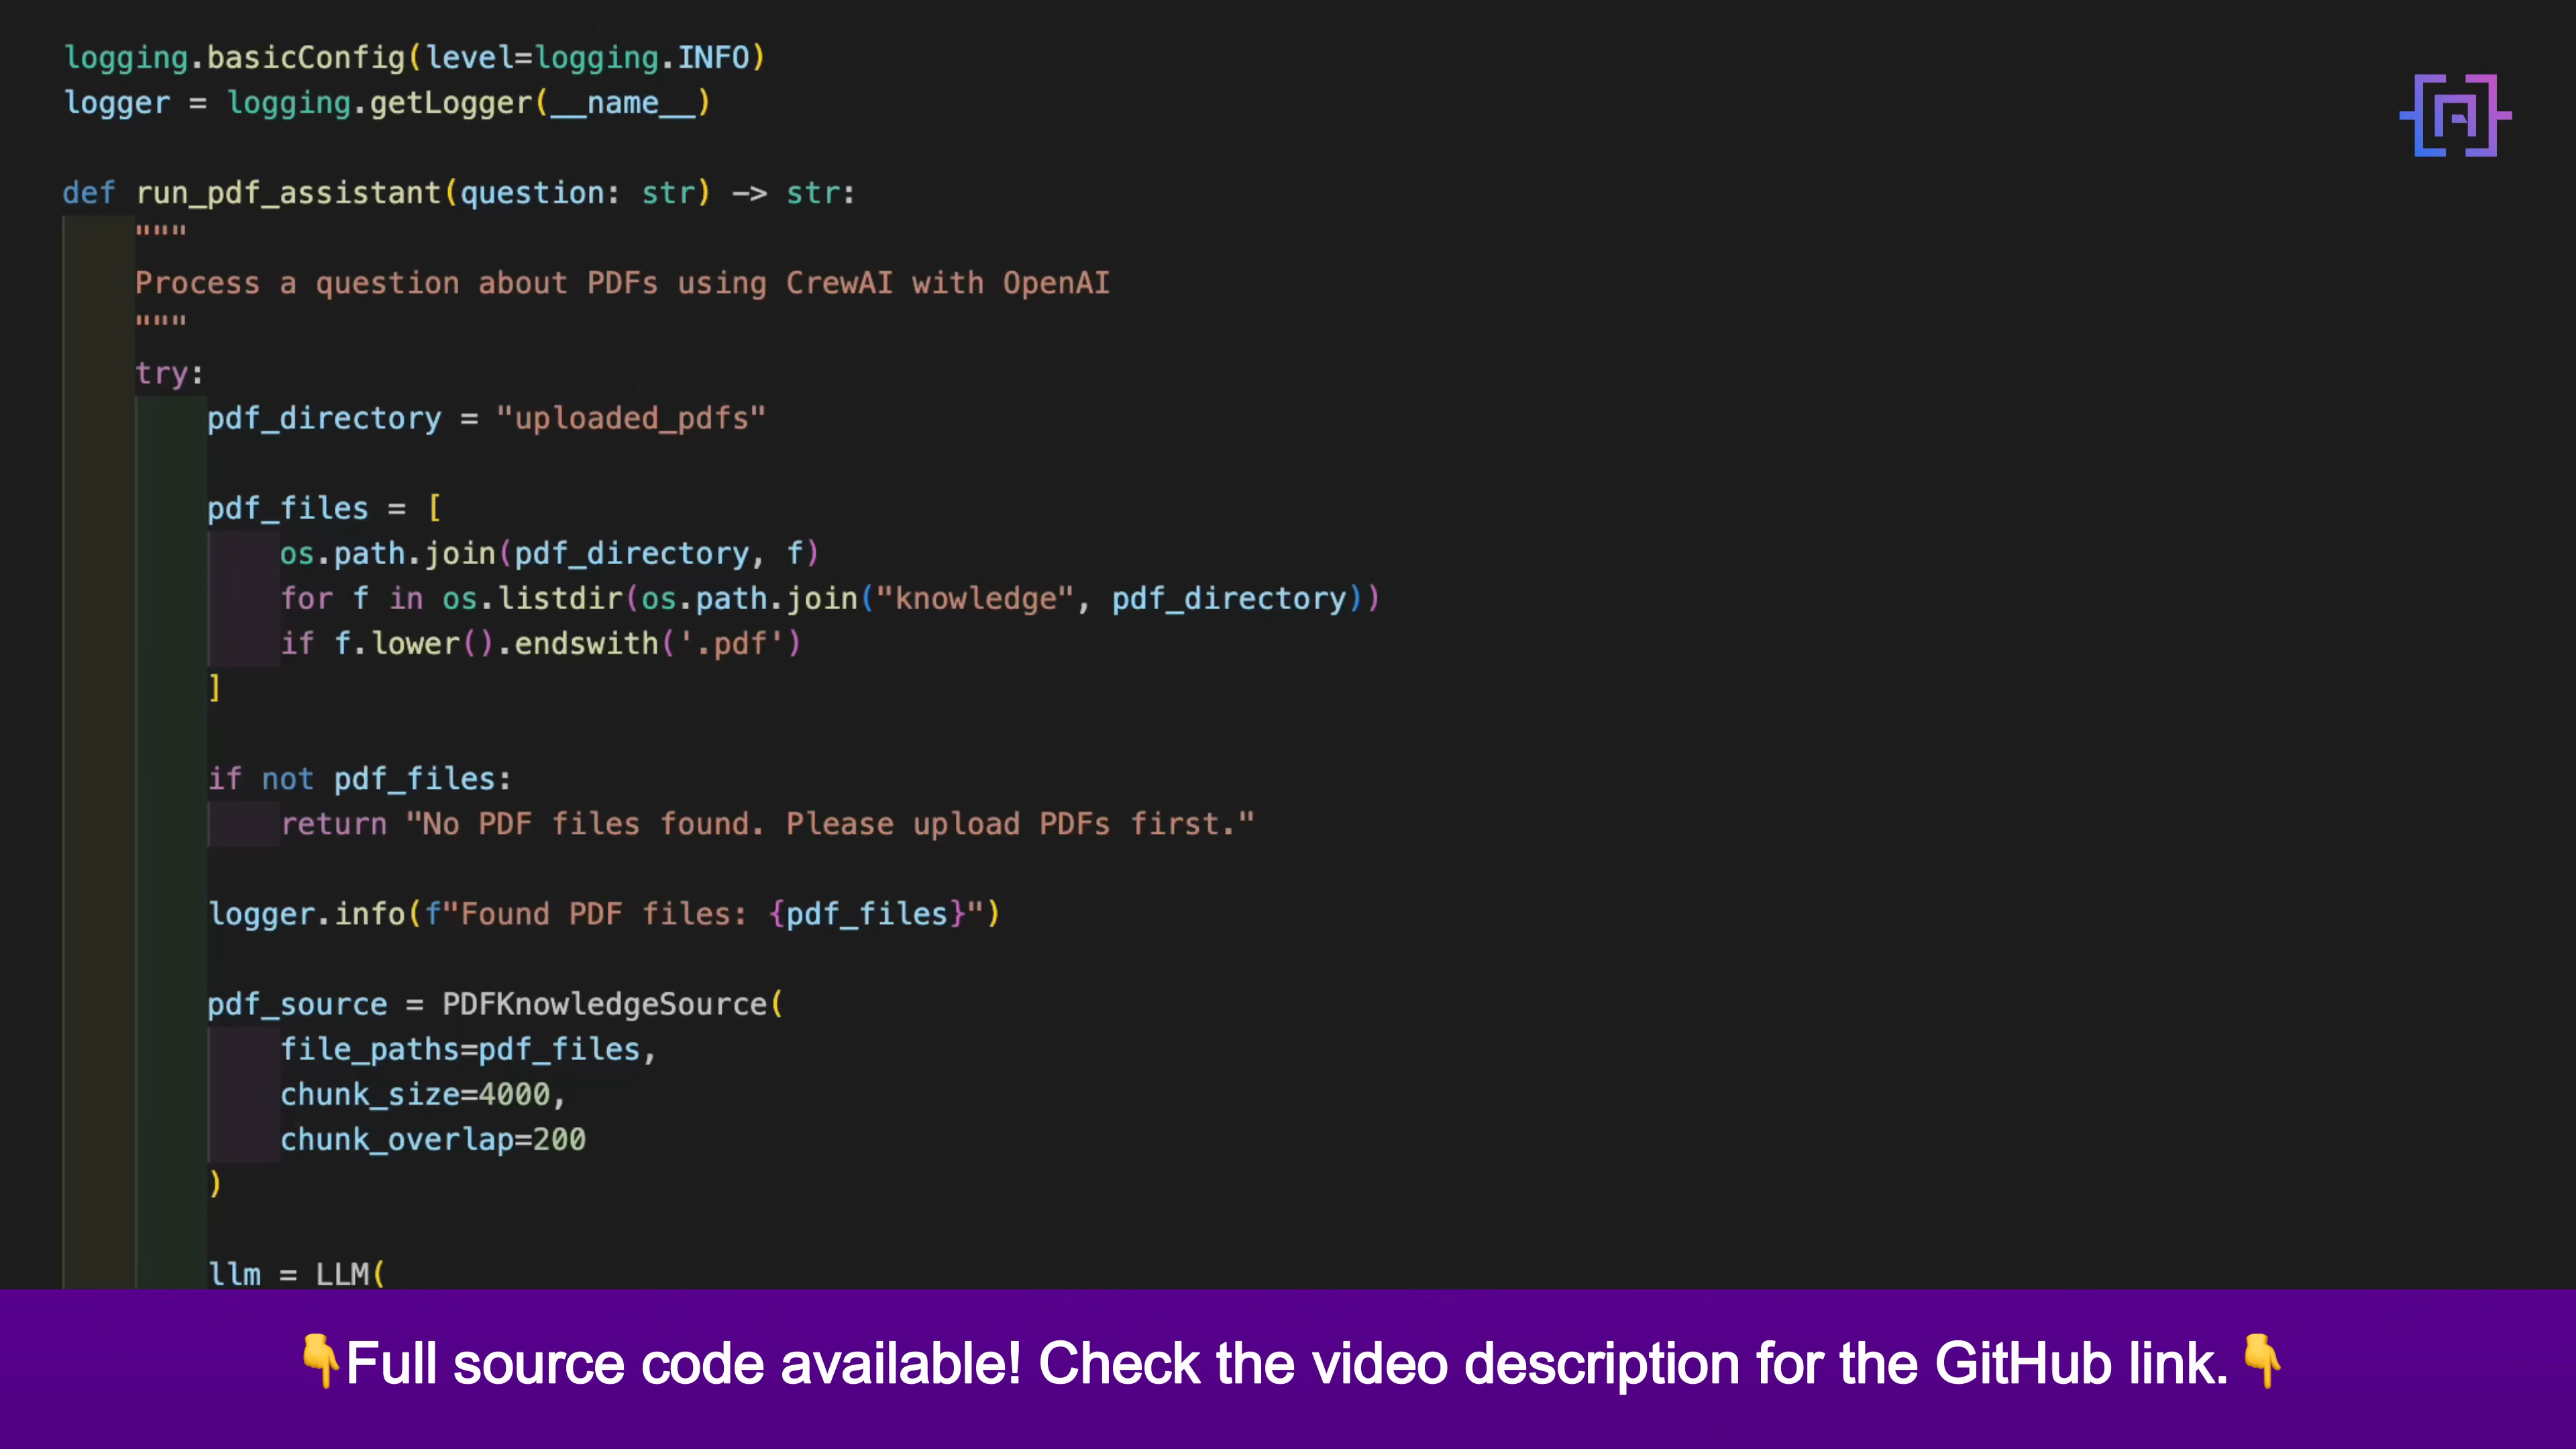 logging.basicConfig(level=logging.INFO)
logger = logging.getLogger(__name__)
def run_pdf_assistant(question: str) -> str:
    """
    Process a question about PDFs using CrewAI with OpenAI
    """
    try:
        pdf_directory = "uploaded_pdfs"
        pdf_files = [
            os.path.join(pdf_directory, f)
            for f in os.listdir(os.path.join("knowledge", pdf_directory))
            if f.lower().endswith('.pdf')
        ]
        if not pdf_files:
            return "No PDF files found. Please upload PDFs first."
        logger.info(f"Found PDF files: {pdf_files}")
        pdf_source = PDFKnowledgeSource(
            file_paths=pdf_files,
            chunk_size=4000,
            chunk_overlap=200
        )
        llm = LLM(
👇Full source code available! Check the video description for the GitHub link.👇